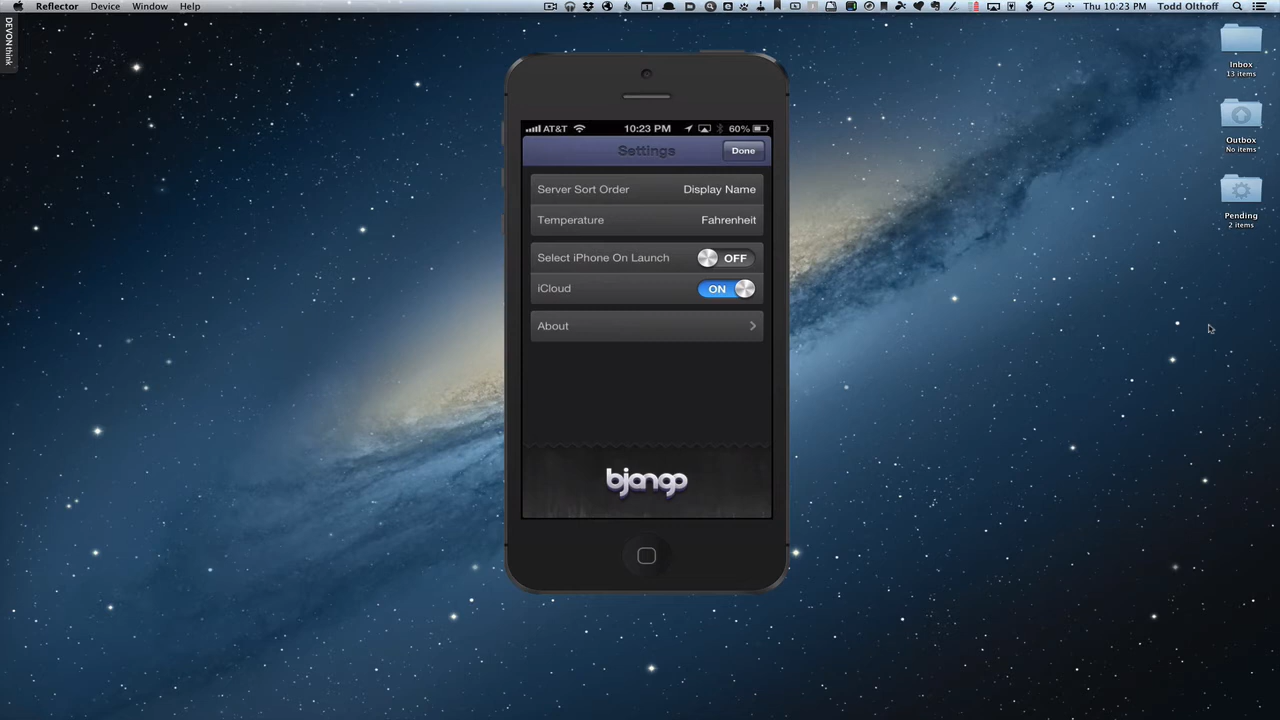 Reflector Device Window Help
Thu 10:23 PM Todd Olthoff
DEVONthink
Inbox
13 items
Outbox
No items
Pending
2 items
AT&T 10:23 PM 60%
Settings Done
Server Sort Order Display Name
Temperature Fahrenheit
Select iPhone On Launch OFF
iCloud ON
About
bjango